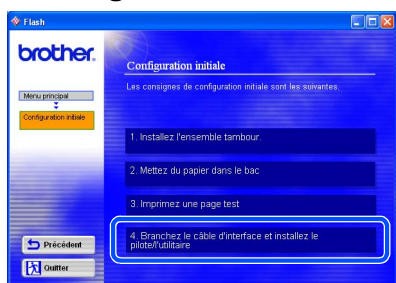 Flash
brother.
Configuration initiale
Les consignes de configuration initiale sont les suivantes.
Menu principal
Configuration initiale
1. Installez l'ensemble tambour.
2. Mettez du papier dans le bac
3. Imprimez une page test
4. Branchez le câble d'interface et installez le
pilote/l'utilitaire
Précédent
Quitter